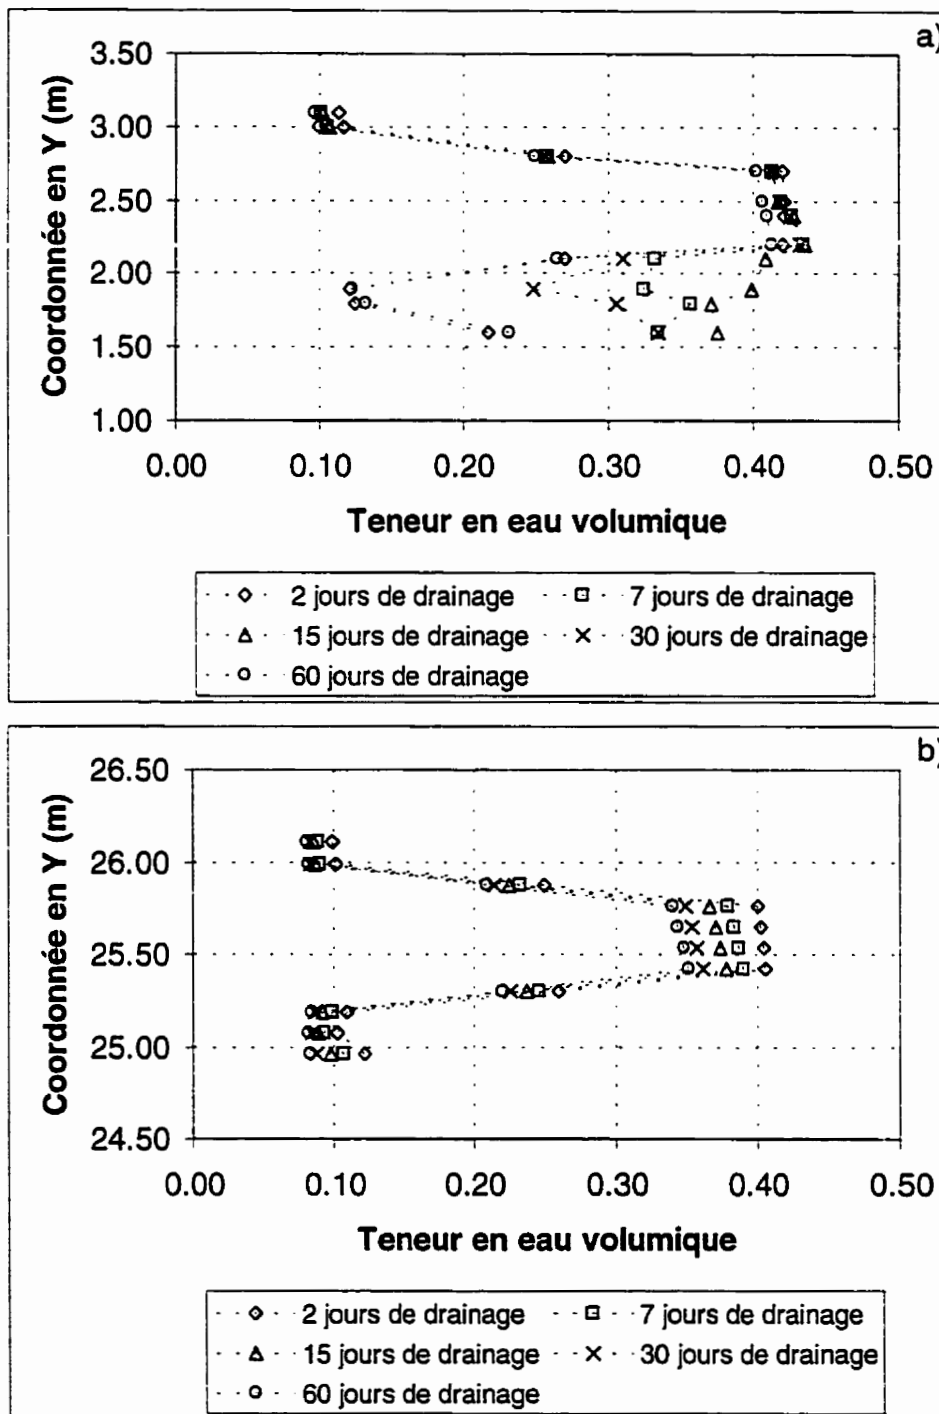 a)
Coordonnée en Y (m)
3.50
3.00
2.50
2.00
1.50
1.00
0.00 0.10 0.20 0.30 0.40 0.50
Teneur en eau volumique
2 jours de drainage 7 jours de drainage
15 jours de drainage 30 jours de drainage
60 jours de drainage
b)
Coordonnée en Y (m)
26.50
26.00
25.50
25.00
24.50
0.00 0.10 0.20 0.30 0.40 0.50
Teneur en eau volumique
2 jours de drainage 7 jours de drainage
15 jours de drainage 30 jours de drainage
60 jours de drainage